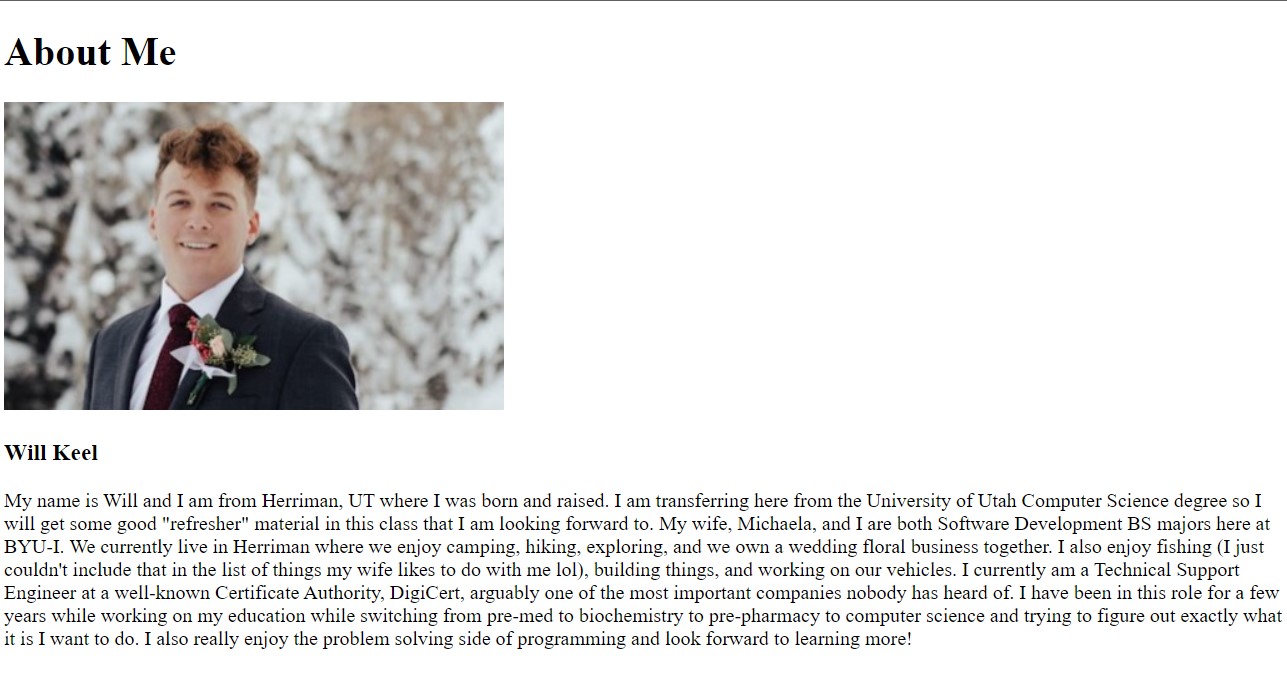 About Me
Will Keel
My name is Will and I am from Herriman, UT where I was born and raised. I am transferring here from the University of Utah Computer Science degree so I
will get some good "refresher" material in this class that I am looking forward to. My wife, Michaela, and I are both Software Development BS majors here at
BYU-I. We currently live in Herriman where we enjoy camping, hiking, exploring, and we own a wedding floral business together. I also enjoy fishing (I just
couldn't include that in the list of things my wife likes to do with me lol), building things, and working on our vehicles. I currently am a Technical Support
Engineer at a well-known Certificate Authority, DigiCert, arguably one of the most important companies nobody has heard of. I have been in this role for a few
years while working on my education while switching from pre-med to biochemistry to pre-pharmacy to computer science and trying to figure out exactly what
it is I want to do. I also really enjoy the problem solving side of programming and look forward to learning more!